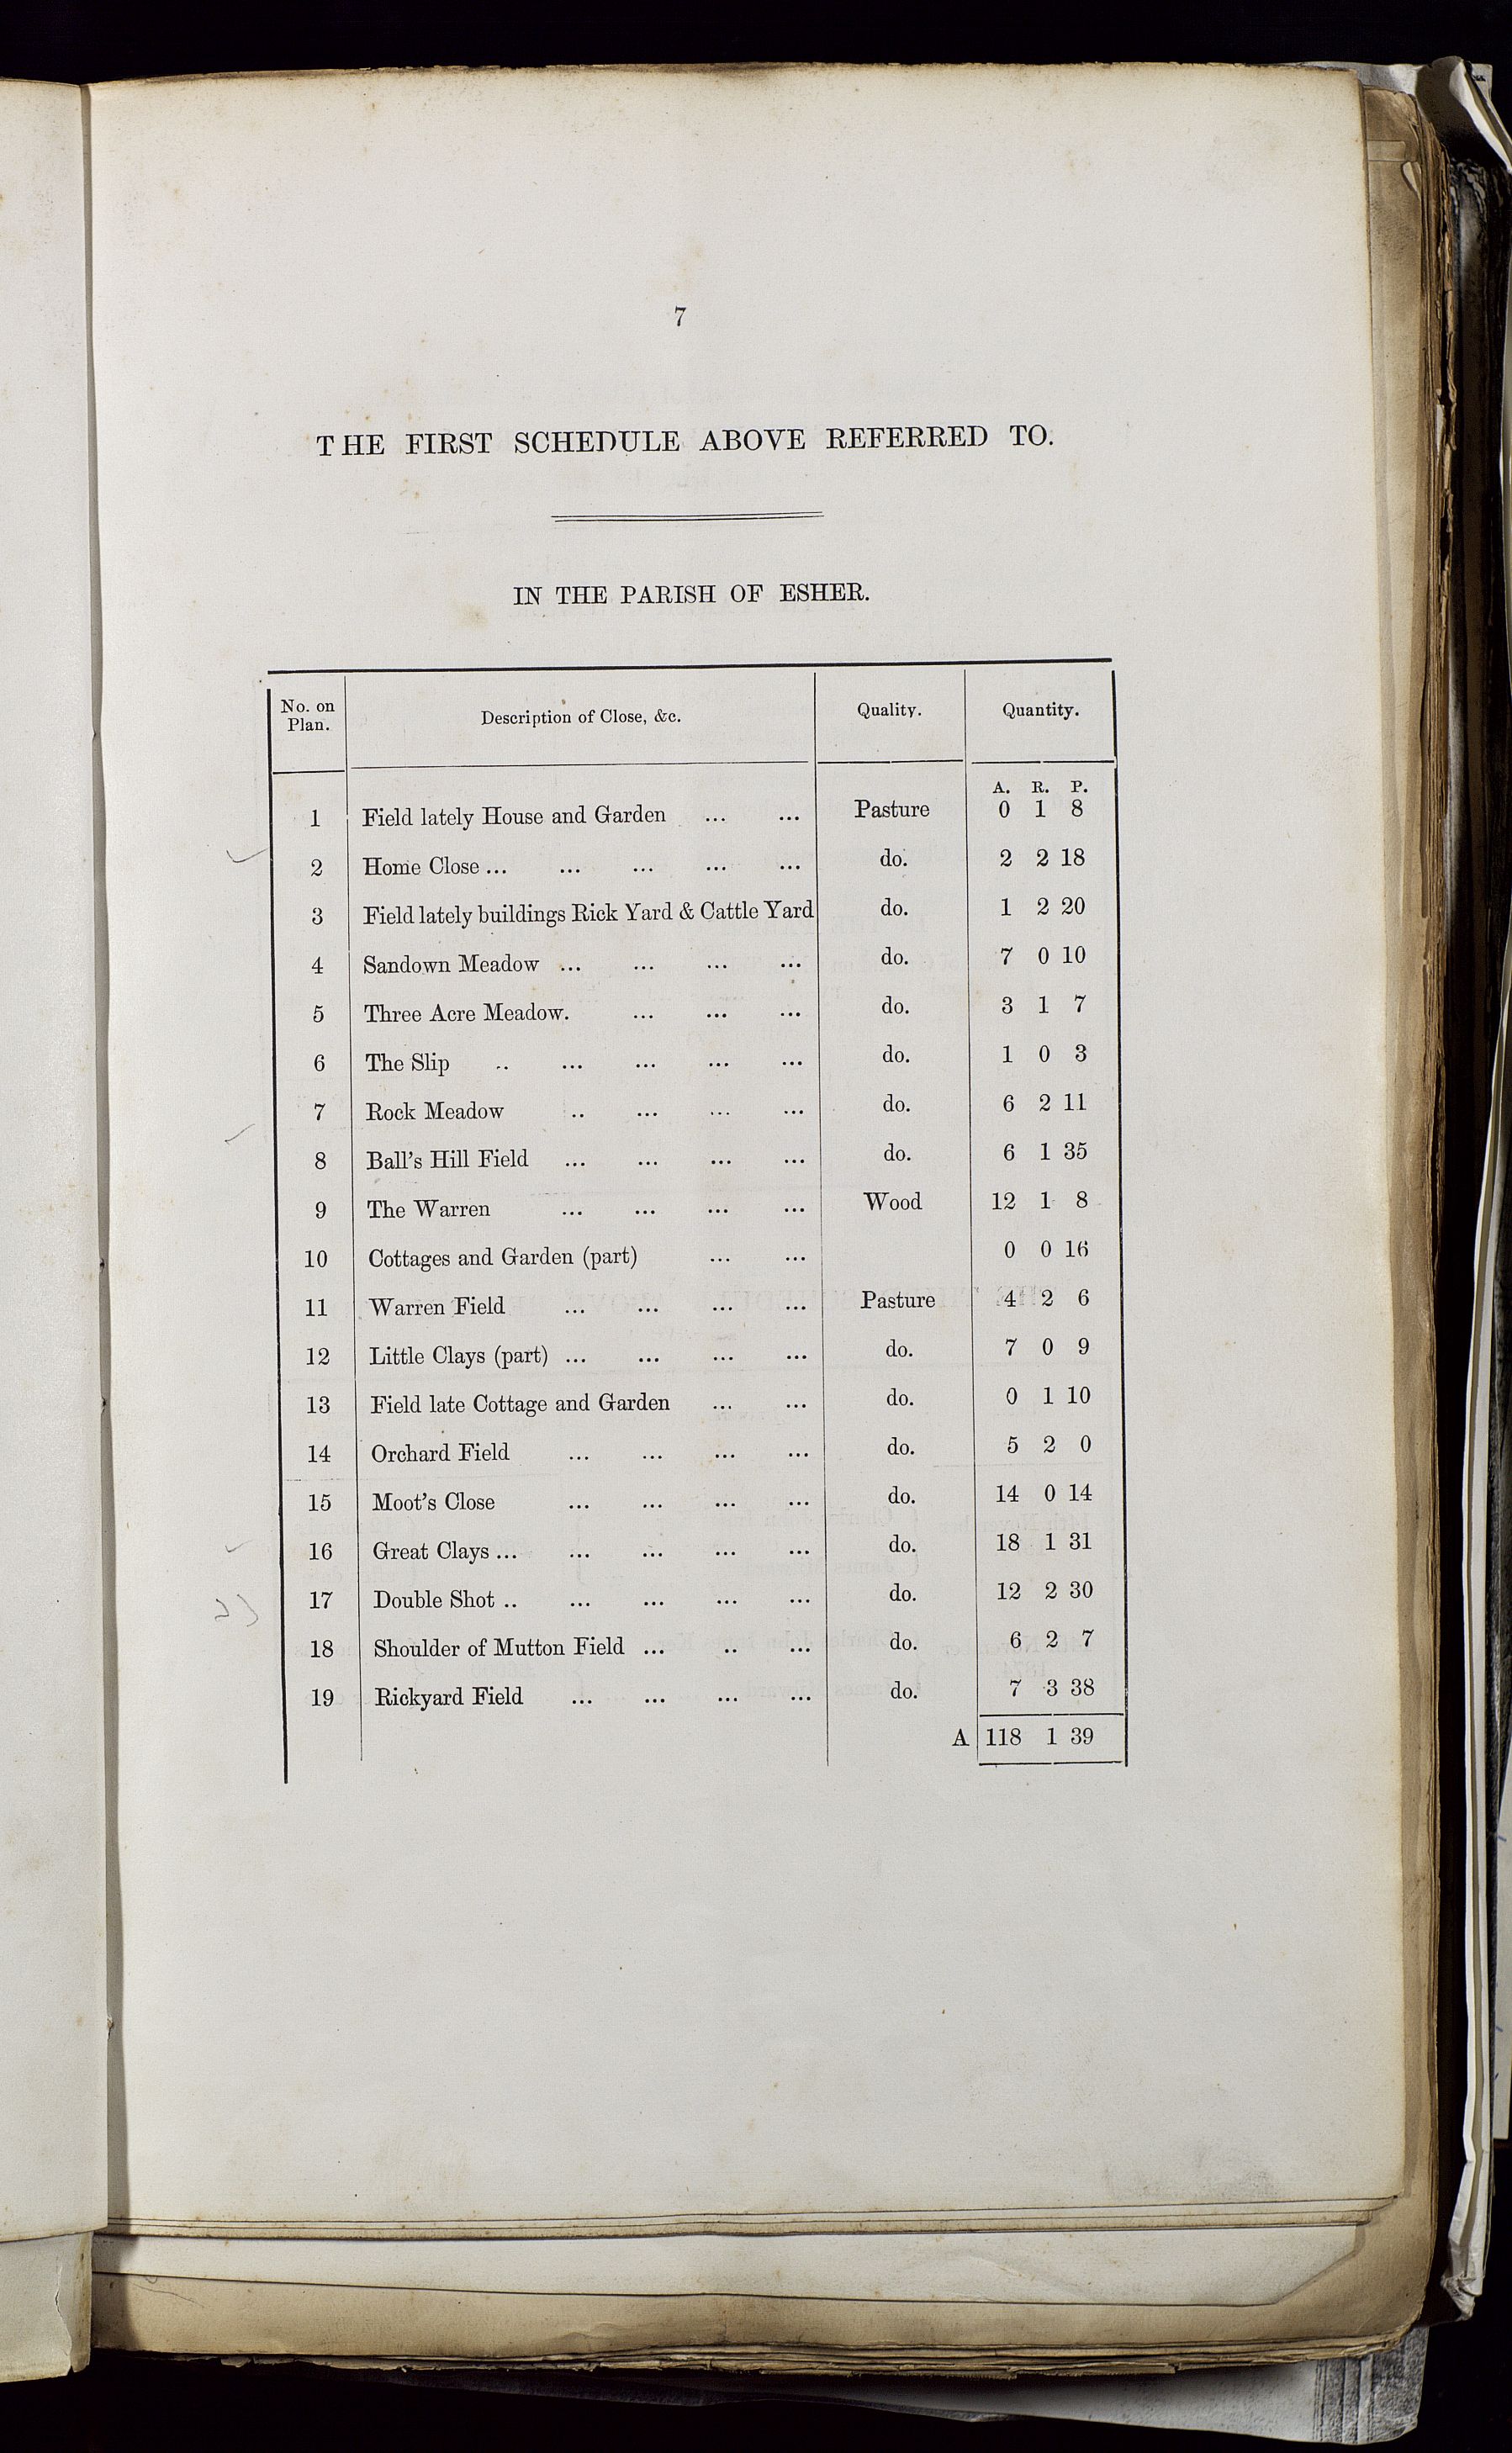 7
THE FIRST SCHEDULE ABOVE REFERRED TO.
IN THE PARISH OF ESHER.
No. on Plan. Description of Close, &c. Quality. Quantity.
A. R. P.
1 Field lately House and Garden ... ... Pasture 0 1 8
2 Home Close ... ... ... ... ... do. 2 2 18
3 Field lately buildings Rick Yard & Cattle Yard do. 1 2 20
4 Sandown Meadow ... ... ... ... do. 7 0 10
5 Three Acre Meadow. ... ... ... do. 3 1 7
6 The Slip .. ... ... ... ... do. 1 0 3
7 Rock Meadow .. ... ... ... do. 6 2 11
8 Ball's Hill Field ... ... ... ... do. 6 1 35
9 The Warren ... ... ... ... Wood 12 1 8
10 Cottages and Garden (part) ... ... 0 0 16
11 Warren Field ... ... ... ... Pasture 4 2 6
12 Little Clays (part) ... ... ... ... do. 7 0 9
13 Field late Cottage and Garden ... ... do. 0 1 10
14 Orchard Field ... ... ... ... do. 5 2 0
15 Moot's Close ... ... ... ... do. 14 0 14
16 Great Clays ... ... ... ... ... do. 18 1 31
17 Double Shot .. ... ... ... ... do. 12 2 30
18 Shoulder of Mutton Field ... .. ... do. 6 2 7
19 Rickyard Field ... ... ... ... do. 7 3 38
A 118 1 39